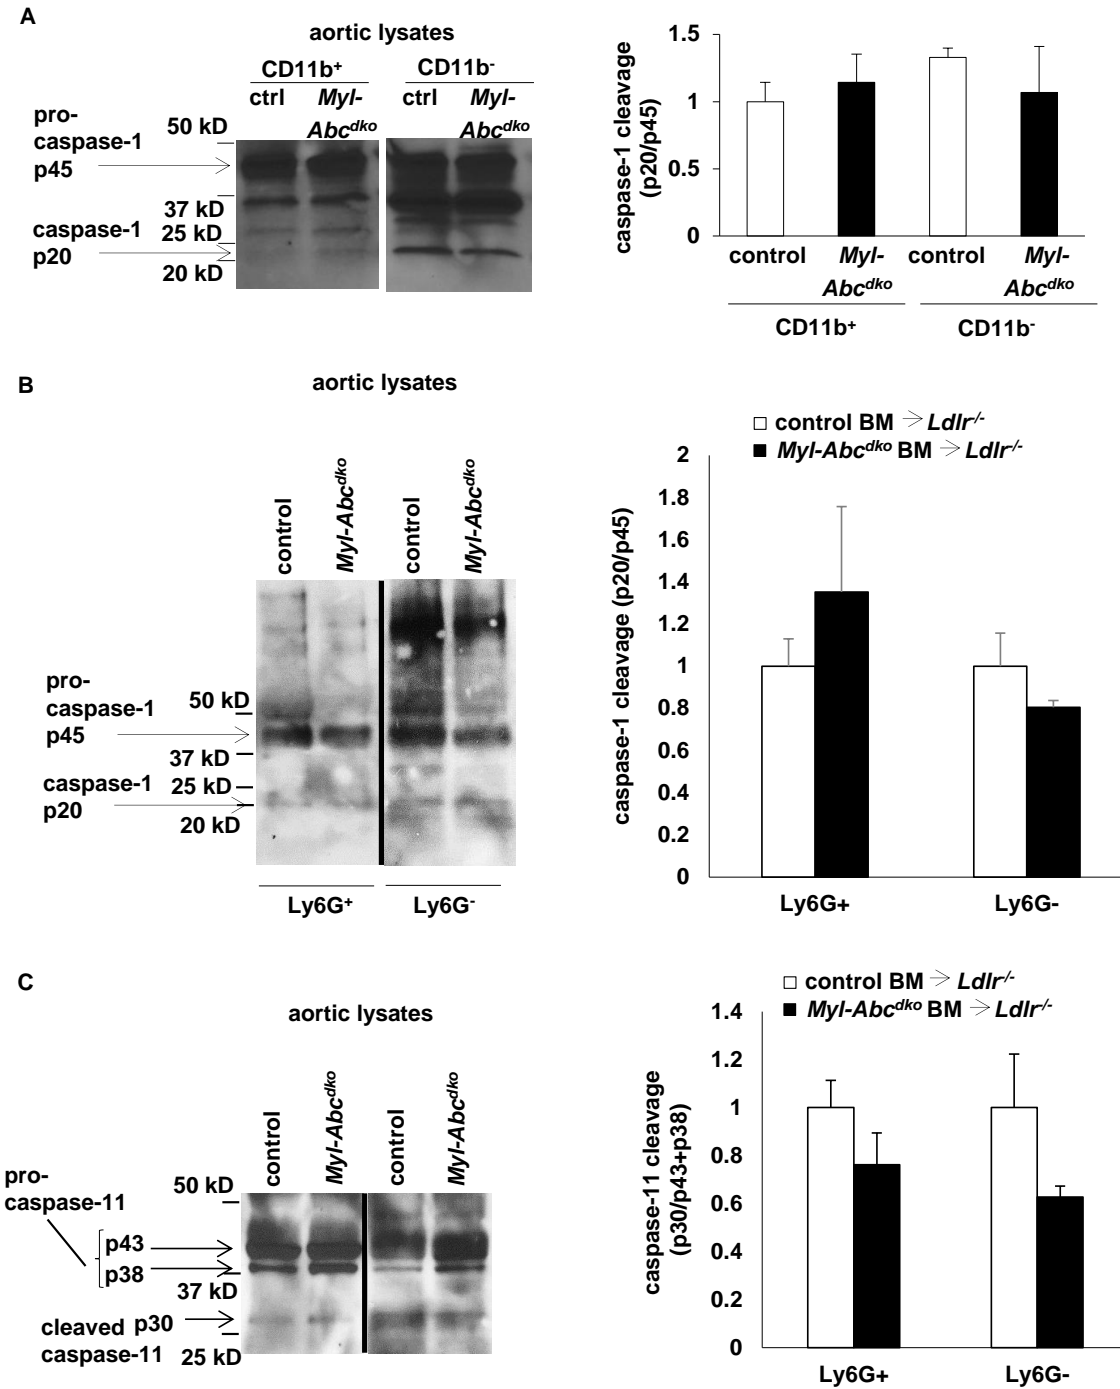 A
aortic lysates
CD11b⁺ CD11b⁻
ctrl Myl-Abcᵈᵏᵒ ctrl Myl-Abcᵈᵏᵒ
pro-
caspase-1
p45
50 kD
37 kD
caspase-1
p20
25 kD
20 kD
caspase-1 cleavage
(p20/p45)
1.5
1
0.5
0
control Myl-Abcᵈᵏᵒ control Myl-Abcᵈᵏᵒ
CD11b⁺ CD11b⁻
B
aortic lysates
control Myl-Abcᵈᵏᵒ control Myl-Abcᵈᵏᵒ
pro-
caspase-1
p45
50 kD
37 kD
caspase-1
p20
25 kD
20 kD
Ly6G⁺ Ly6G⁻
control BM → Ldlr⁻/⁻
Myl-Abcᵈᵏᵒ BM → Ldlr⁻/⁻
caspase-1 cleavage (p20/p45)
2
1.8
1.6
1.4
1.2
1
0.8
0.6
0.4
0.2
0
Ly6G+ Ly6G-
C
aortic lysates
control Myl-Abcᵈᵏᵒ control Myl-Abcᵈᵏᵒ
pro-
caspase-11
50 kD
p43
p38
37 kD
cleaved p30
caspase-11 25 kD
control BM → Ldlr⁻/⁻
Myl-Abcᵈᵏᵒ BM → Ldlr⁻/⁻
caspase-11 cleavage
(p30/p43+p38)
1.4
1.2
1
0.8
0.6
0.4
0.2
0
Ly6G+ Ly6G-